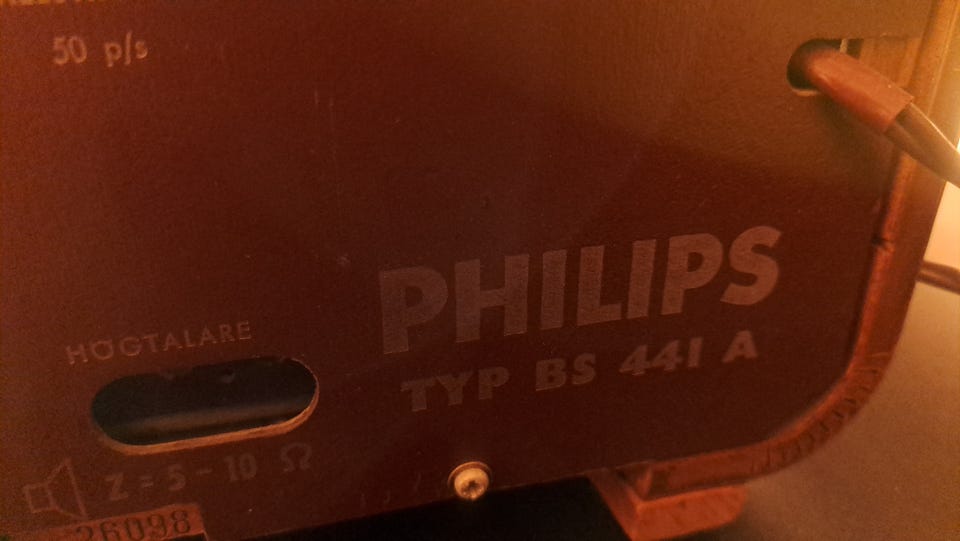 50 p/s
PHILIPS
TYP BS 441 A
HÖGTALARE
Z = 5 - 10 Ω
26098